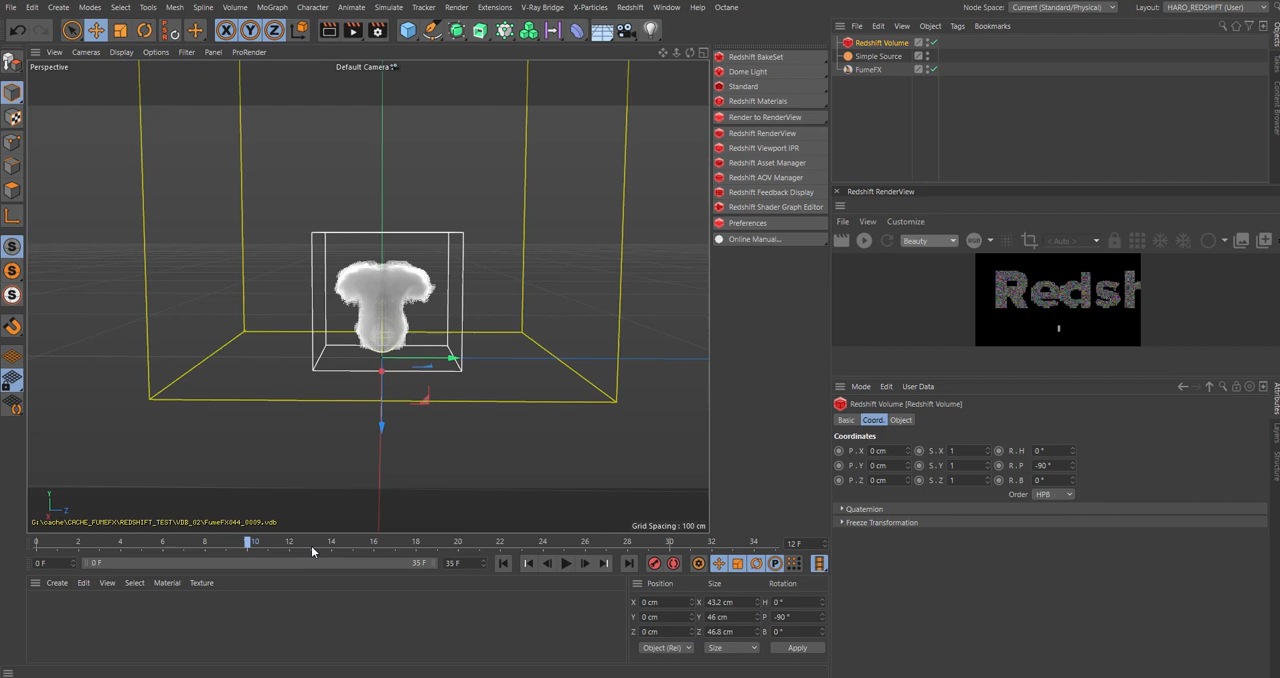 File Edit Create Modes Select Tools Mesh Spline Volume MoGraph Character Animate Simulate Tracker Render Extensions V-Ray Bridge X-Particles Redshift Window Help Octane Node Space: Current (Standard/Physical) Layout: HARO_REDSHIFT (User)
X Y Z
View Cameras Display Options Filter Panel ProRender
Perspective
Default Camera
Redshift BakeSet
Dome Light
Standard
Redshift Materials
Render to RenderView
Redshift RenderView
Redshift Viewport IPR
Redshift Asset Manager
Redshift AOV Manager
Redshift Feedback Display
Redshift Shader Graph Editor
Preferences
Online Manual...
File Edit View Object Tags Bookmarks
Redshift Volume
Simple Source
FumeFX
Objects
Takes
Content Browser
Redshift RenderView
File View Customize
Beauty RGB < Auto >
Redsh
Mode Edit User Data
Redshift Volume [Redshift Volume]
Basic Coord. Object
Coordinates
P . X 0 cm S . X 1 R . H 0 °
P . Y 0 cm S . Y 1 R . P -90 °
P . Z 0 cm S . Z 1 R . B 0 °
Order HPB
Quaternion
Freeze Transformation
Attributes
Layers
Structure
Y
Z
G:\cache\CACHE_FUMEFX\REDSHIFT_TEST\VDB_02\FumeFX044_0009.vdb
Grid Spacing : 100 cm
0 2 4 6 8 10 12 14 16 18 20 22 24 26 28 30 32 34 12 F
0 F 0 F 35 F 35 F
Create Edit View Select Material Texture
Position Size Rotation
X 0 cm X 43.2 cm H 0 °
Y 0 cm Y 46 cm P -90 °
Z 0 cm Z 46.8 cm B 0 °
Object (Rel) Size Apply